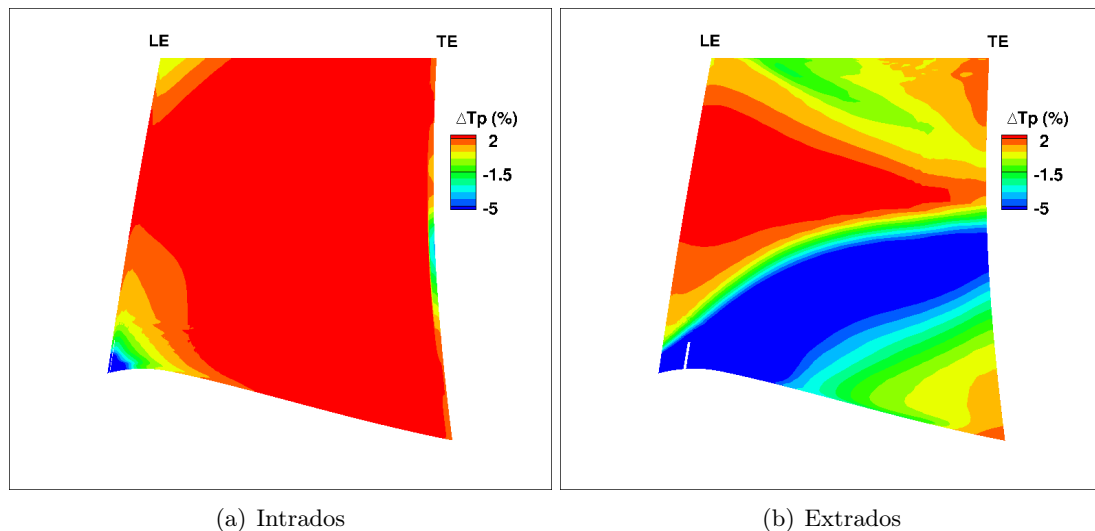 LE TE
△Tp (%)
2
-1.5
-5
LE TE
△Tp (%)
2
-1.5
-5
(a) Intrados
(b) Extrados